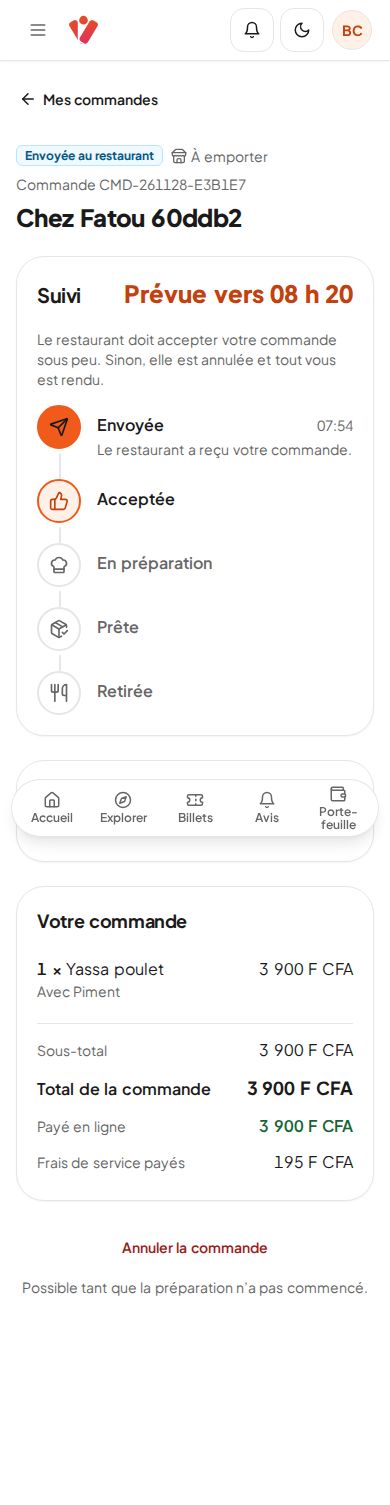 BC
Mes commandes
Envoyée au restaurant À emporter
Commande CMD-261128-E3B1E7
Chez Fatou 60ddb2
Suivi Prévue vers 08 h 20
Le restaurant doit accepter votre commande
sous peu. Sinon, elle est annulée et tout vous
est rendu.
Envoyée 07:54
Le restaurant a reçu votre commande.
Acceptée
En préparation
Prête
Retirée
Accueil Explorer Billets Avis Porte-
feuille
Votre commande
1 × Yassa poulet 3 900 F CFA
Avec Piment
Sous-total 3 900 F CFA
Total de la commande 3 900 F CFA
Payé en ligne 3 900 F CFA
Frais de service payés 195 F CFA
Annuler la commande
Possible tant que la préparation n'a pas commencé.